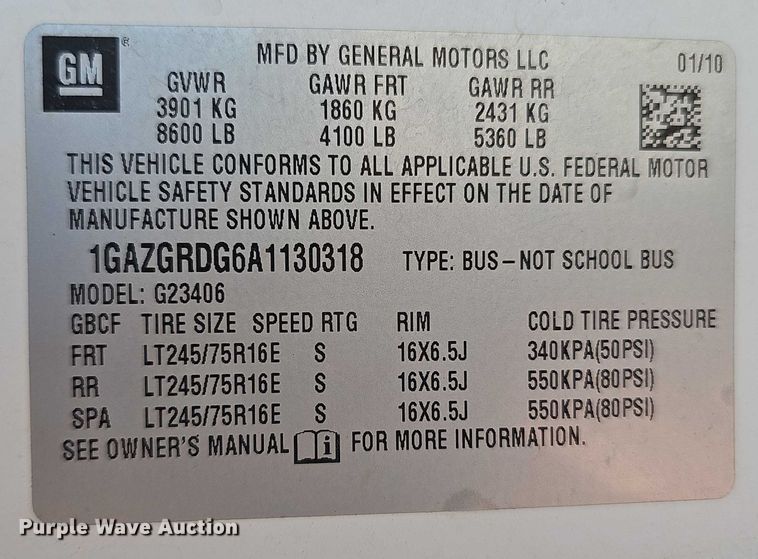 GM
MFD BY GENERAL MOTORS LLC 01/10
GVWR GAWR FRT GAWR RR
3901 KG 1860 KG 2431 KG
8600 LB 4100 LB 5360 LB
THIS VEHICLE CONFORMS TO ALL APPLICABLE U.S. FEDERAL MOTOR
VEHICLE SAFETY STANDARDS IN EFFECT ON THE DATE OF
MANUFACTURE SHOWN ABOVE.
1GAZGRDG6A1130318 TYPE: BUS–NOT SCHOOL BUS
MODEL: G23406
GBCF TIRE SIZE SPEED RTG RIM COLD TIRE PRESSURE
FRT LT245/75R16E S 16X6.5J 340KPA(50PSI)
RR LT245/75R16E S 16X6.5J 550KPA(80PSI)
SPA LT245/75R16E S 16X6.5J 550KPA(80PSI)
SEE OWNER'S MANUAL i FOR MORE INFORMATION.
Purple Wave Auction